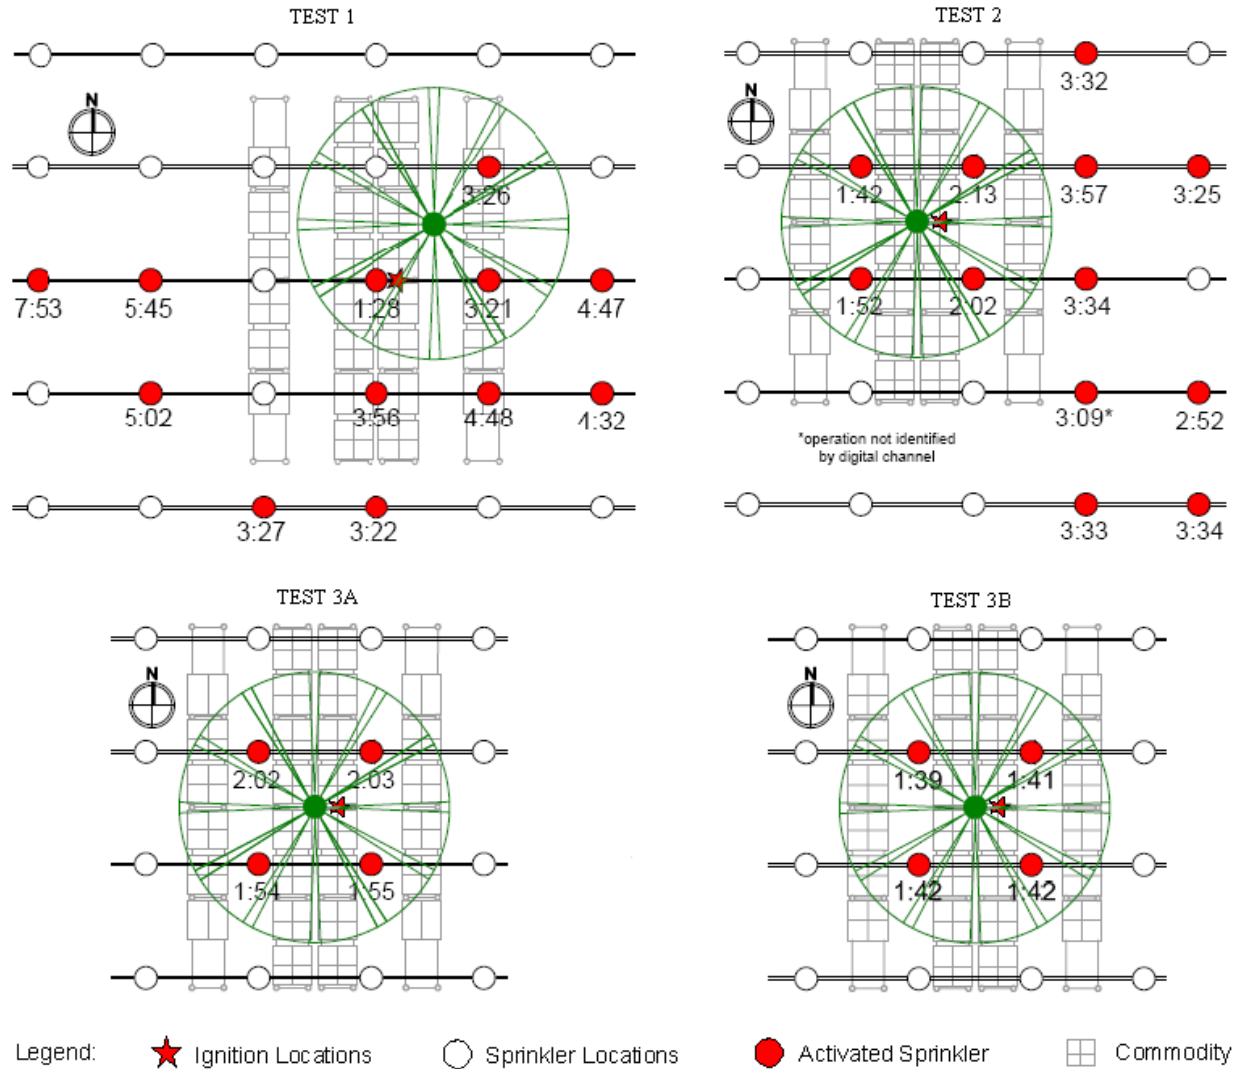 TEST 1
N
3:26
7:53 5:45 1:28 3:21 4:47
5:02 3:56 4:48 4:32
3:27 3:22
TEST 2
3:32
N
1:42 2:13 3:57 3:25
1:52 2:02 3:34
3:09* 2:52
*operation not identified
by digital channel
3:33 3:34
TEST 3A
N
2:02 2:03
1:54 1:55
TEST 3B
N
1:39 1:41
1:42 1:42
Legend: Ignition Locations Sprinkler Locations Activated Sprinkler Commodity